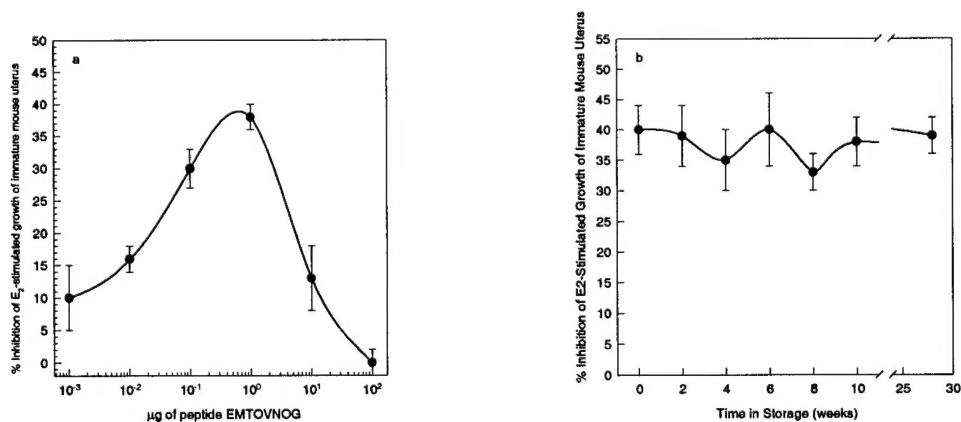 a
50
45
40
35
30
25
20
15
10
5
0
% Inhibition of E₂-stimulated growth of immature mouse uterus
10⁻³ 10⁻² 10⁻¹ 10⁰ 10¹ 10²
µg of peptide EMTOVNOG
b
55
50
45
40
35
30
25
20
15
10
5
0
% Inhibition of E2-Stimulated Growth of Immature Mouse Uterus
0 2 4 6 8 10 25 30
Time in Storage (weeks)